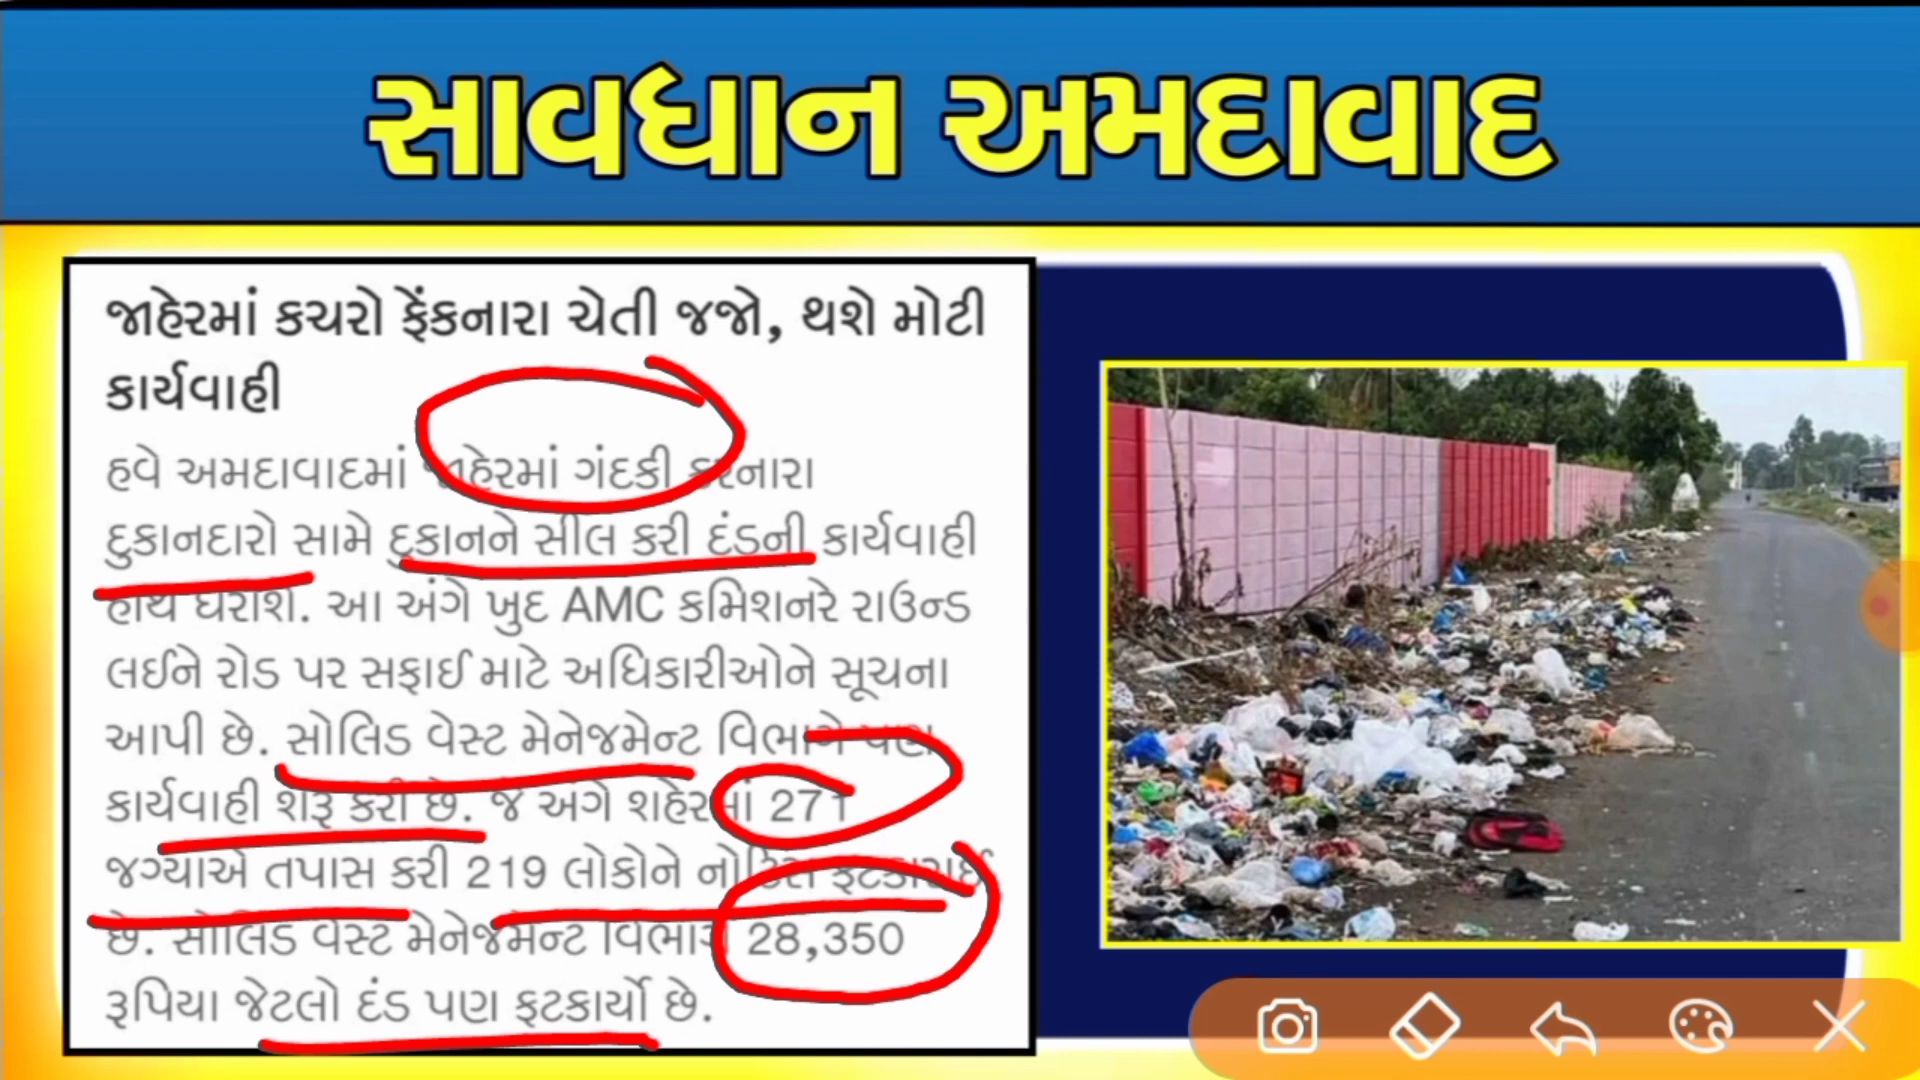 સાવધાન અમદાવાદ
જાહેરમાં કચરો ફેંકનારા ચેતી જજો, થશે મોટી
કાર્યવાહી
હવે અમદાવાદમાં જાહેરમાં ગંદકી કરનારા
દુકાનદારો સામે દુકાનને સીલ કરી દંડની કાર્યવાહી
હાથ ધરાશે. આ અંગે ખુદ AMC કમિશનરે રાઉન્ડ
લઈને રોડ પર સફાઈ માટે અધિકારીઓને સૂચના
આપી છે. સોલિડ વેસ્ટ મેનેજમેન્ટ વિભાગે પણ
કાર્યવાહી શરૂ કરી છે. જે અંગે શહેરમાં 271
જગ્યાએ તપાસ કરી 219 લોકોને નોટિસ ફટકારાઈ
છે. સોલિડ વેસ્ટ મેનેજમેન્ટ વિભાગે 28,350
રૂપિયા જેટલો દંડ પણ ફટકાર્યો છે.